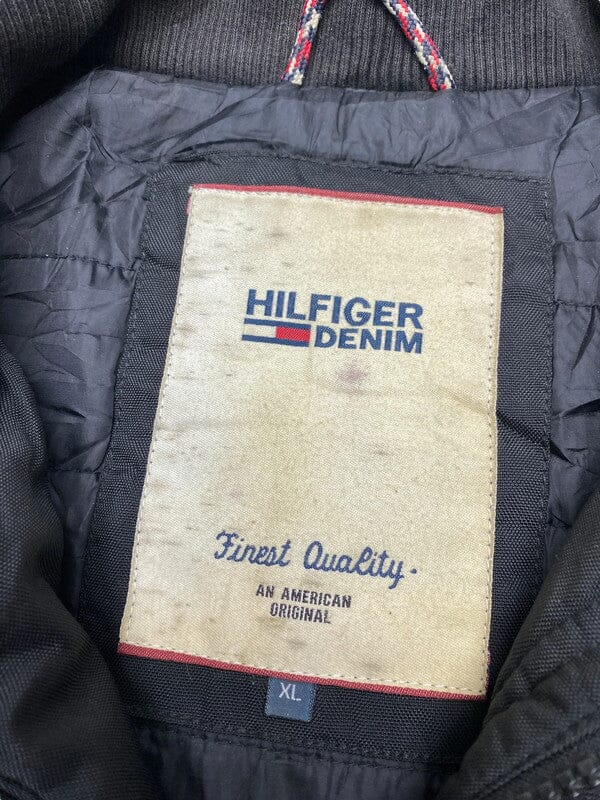 HILFIGER
DENIM
Finest Quality.
AN AMERICAN
ORIGINAL
XL